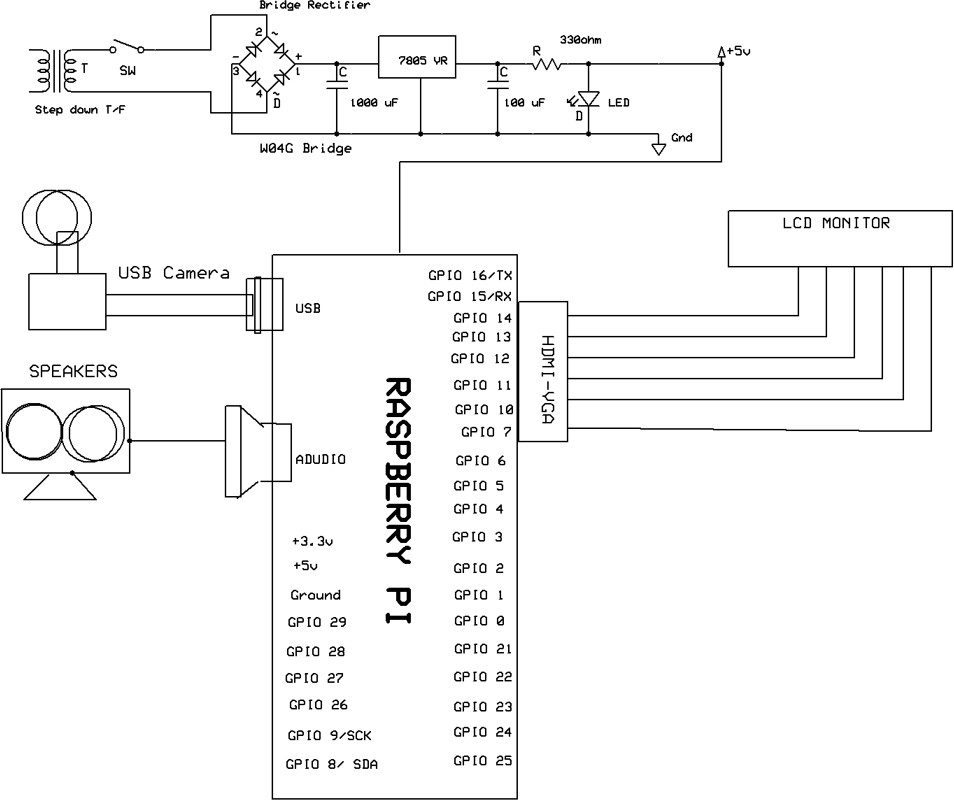 Bridge Rectifier
330ohm
2 ~
R
+5v
7805 VR
- +
T
SW
3 1
C
C
4 ~
D
1000 uF
100 uF
D
LED
Step down T/F
Gnd
W04G Bridge
LCD MONITOR
USB Camera
GPIO 16/TX
GPIO 15/RX
USB
GPIO 14
GPIO 13
GPIO 12
HDMI-VGA
SPEAKERS
GPIO 11
RASPBERRY PI
GPIO 10
GPIO 7
ADUDIO
GPIO 6
GPIO 5
GPIO 4
+3.3v
GPIO 3
+5v
GPIO 2
Ground
GPIO 1
GPIO 29
GPIO 0
GPIO 28
GPIO 21
GPIO 27
GPIO 22
GPIO 26
GPIO 23
GPIO 9/SCK
GPIO 24
GPIO 8/ SDA
GPIO 25